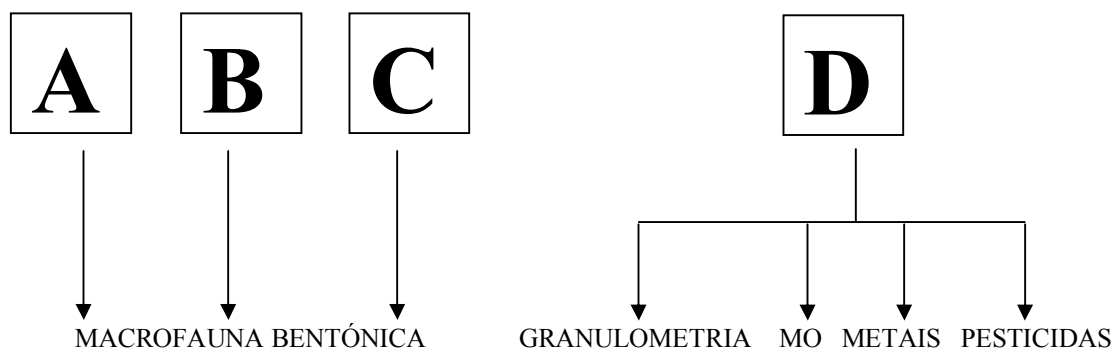 A B C D
MACROFAUNA BENTÓNICA GRANULOMETRIA MO METAIS PESTICIDAS